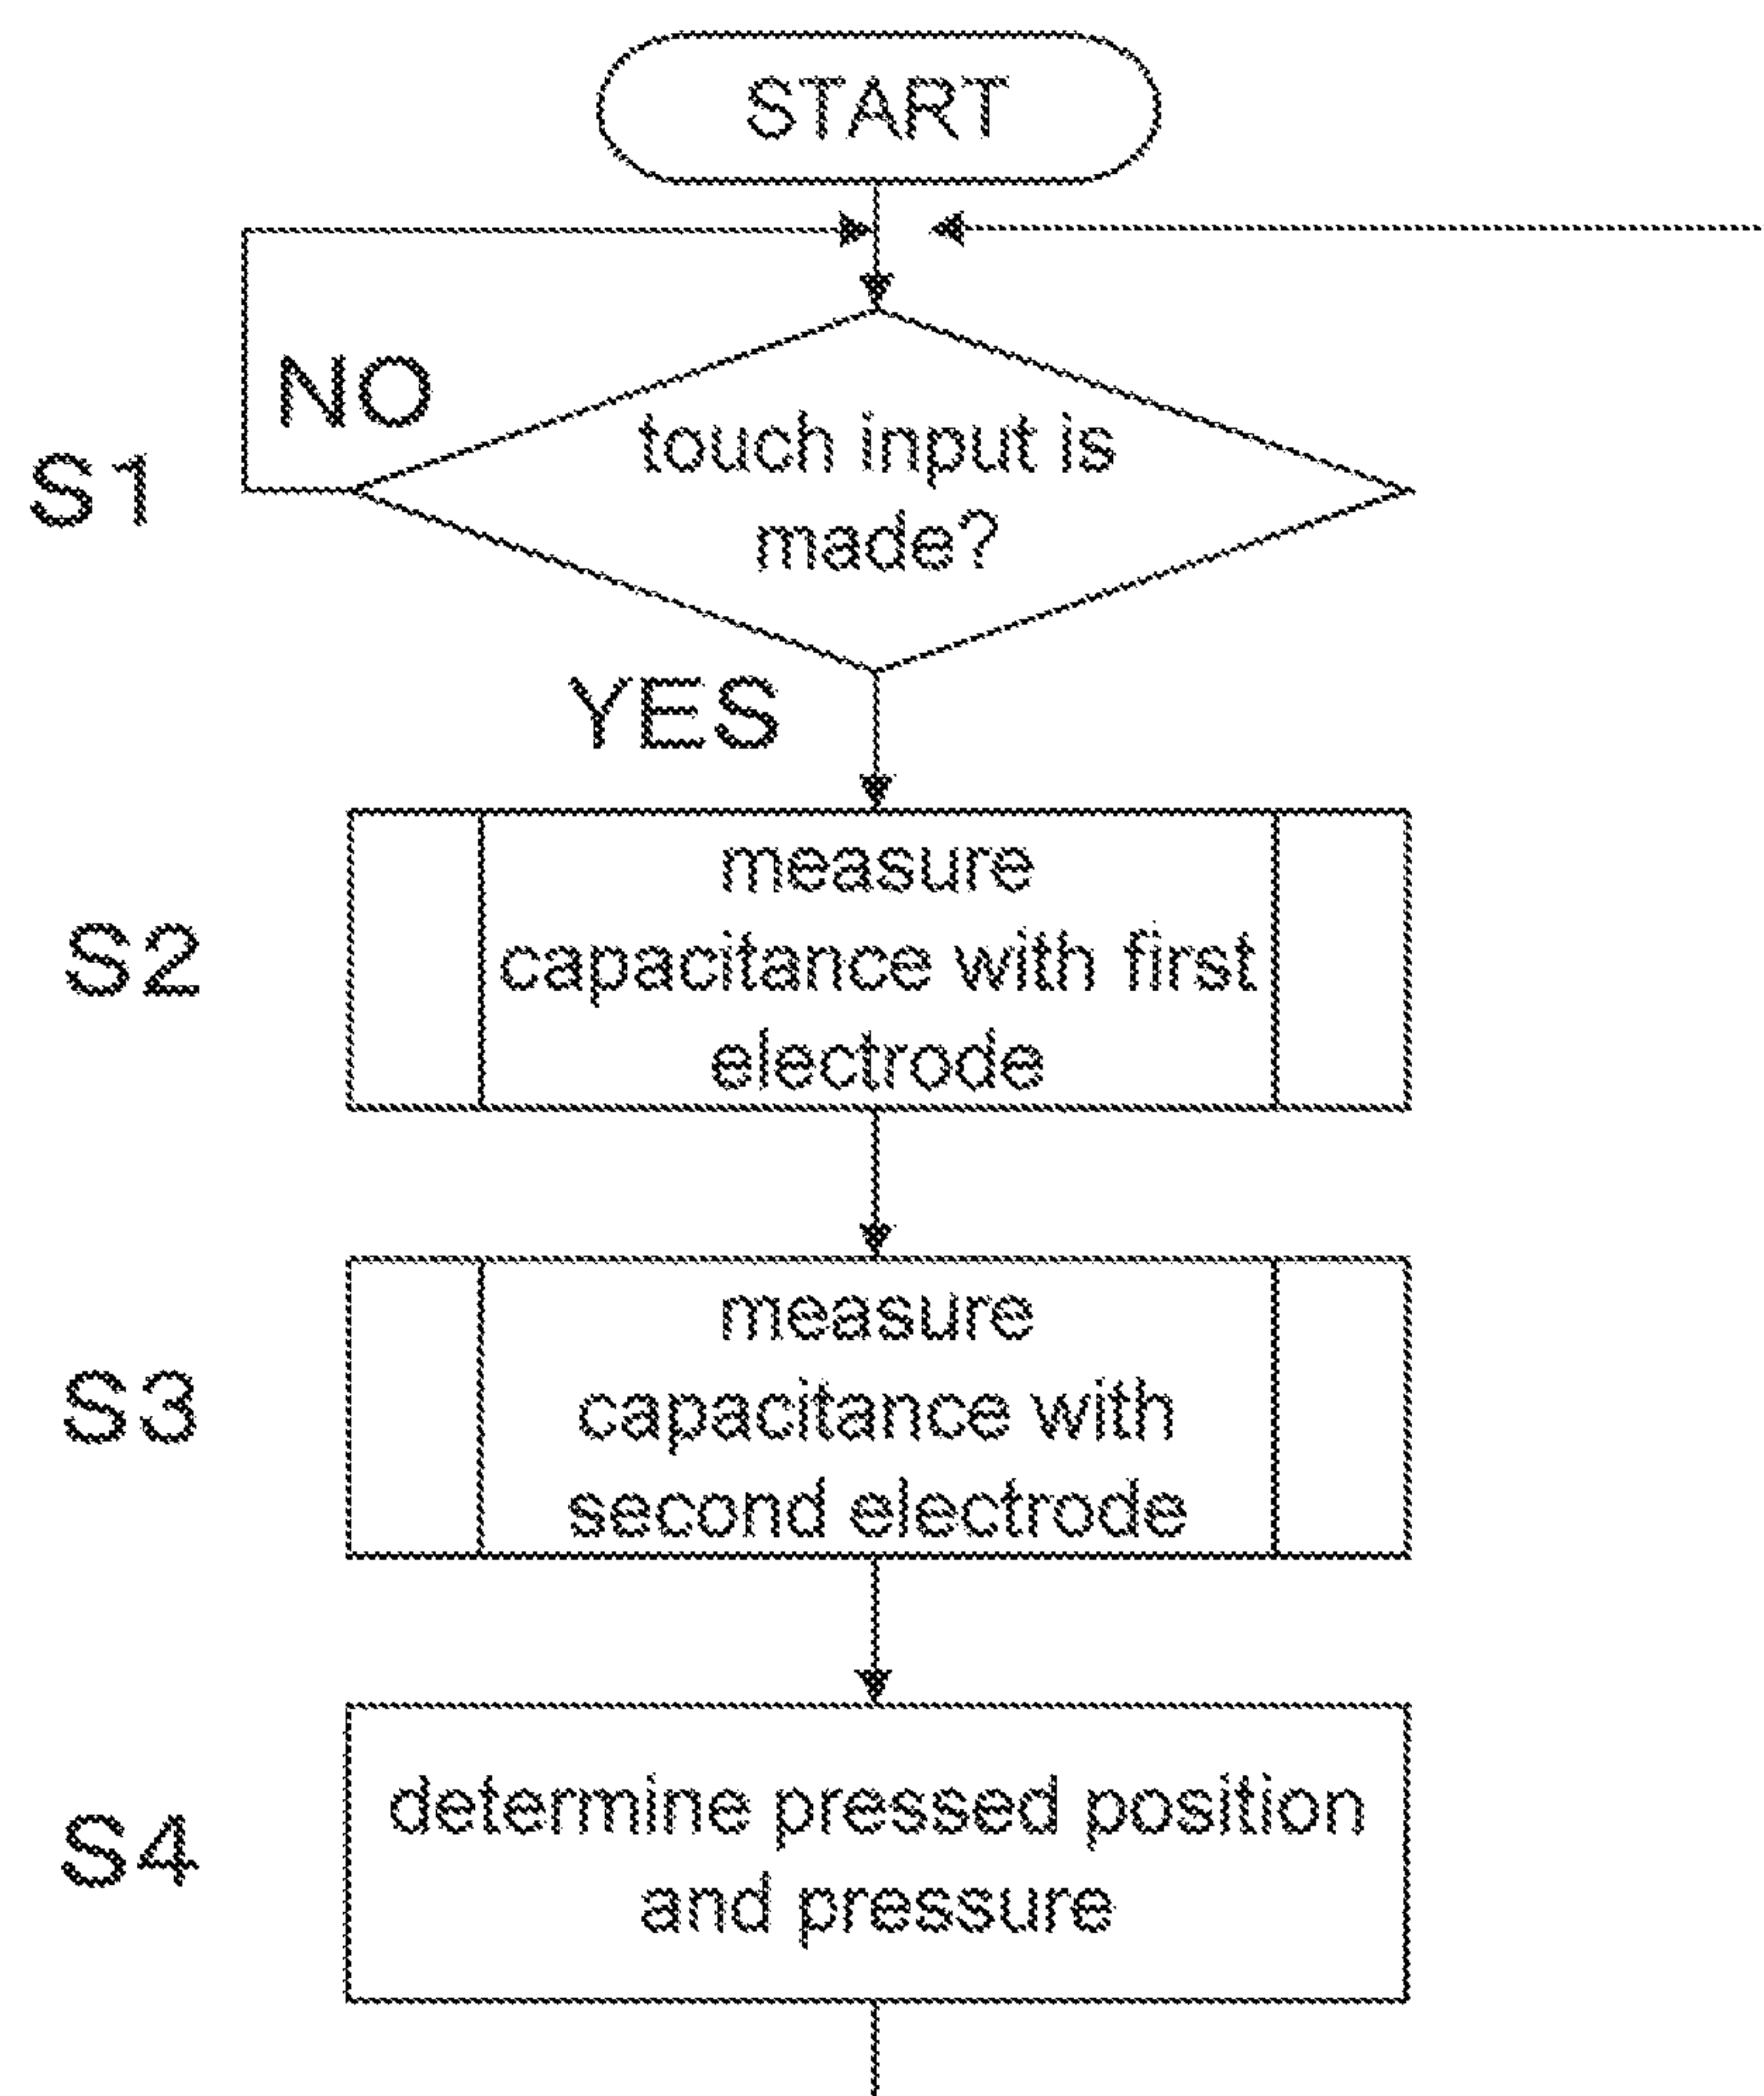 START
NO
S1
touch input is
made?
YES
S2
measure
capacitance with first
electrode
S3
measure
capacitance with
second electrode
S4
determine pressed position
and pressure